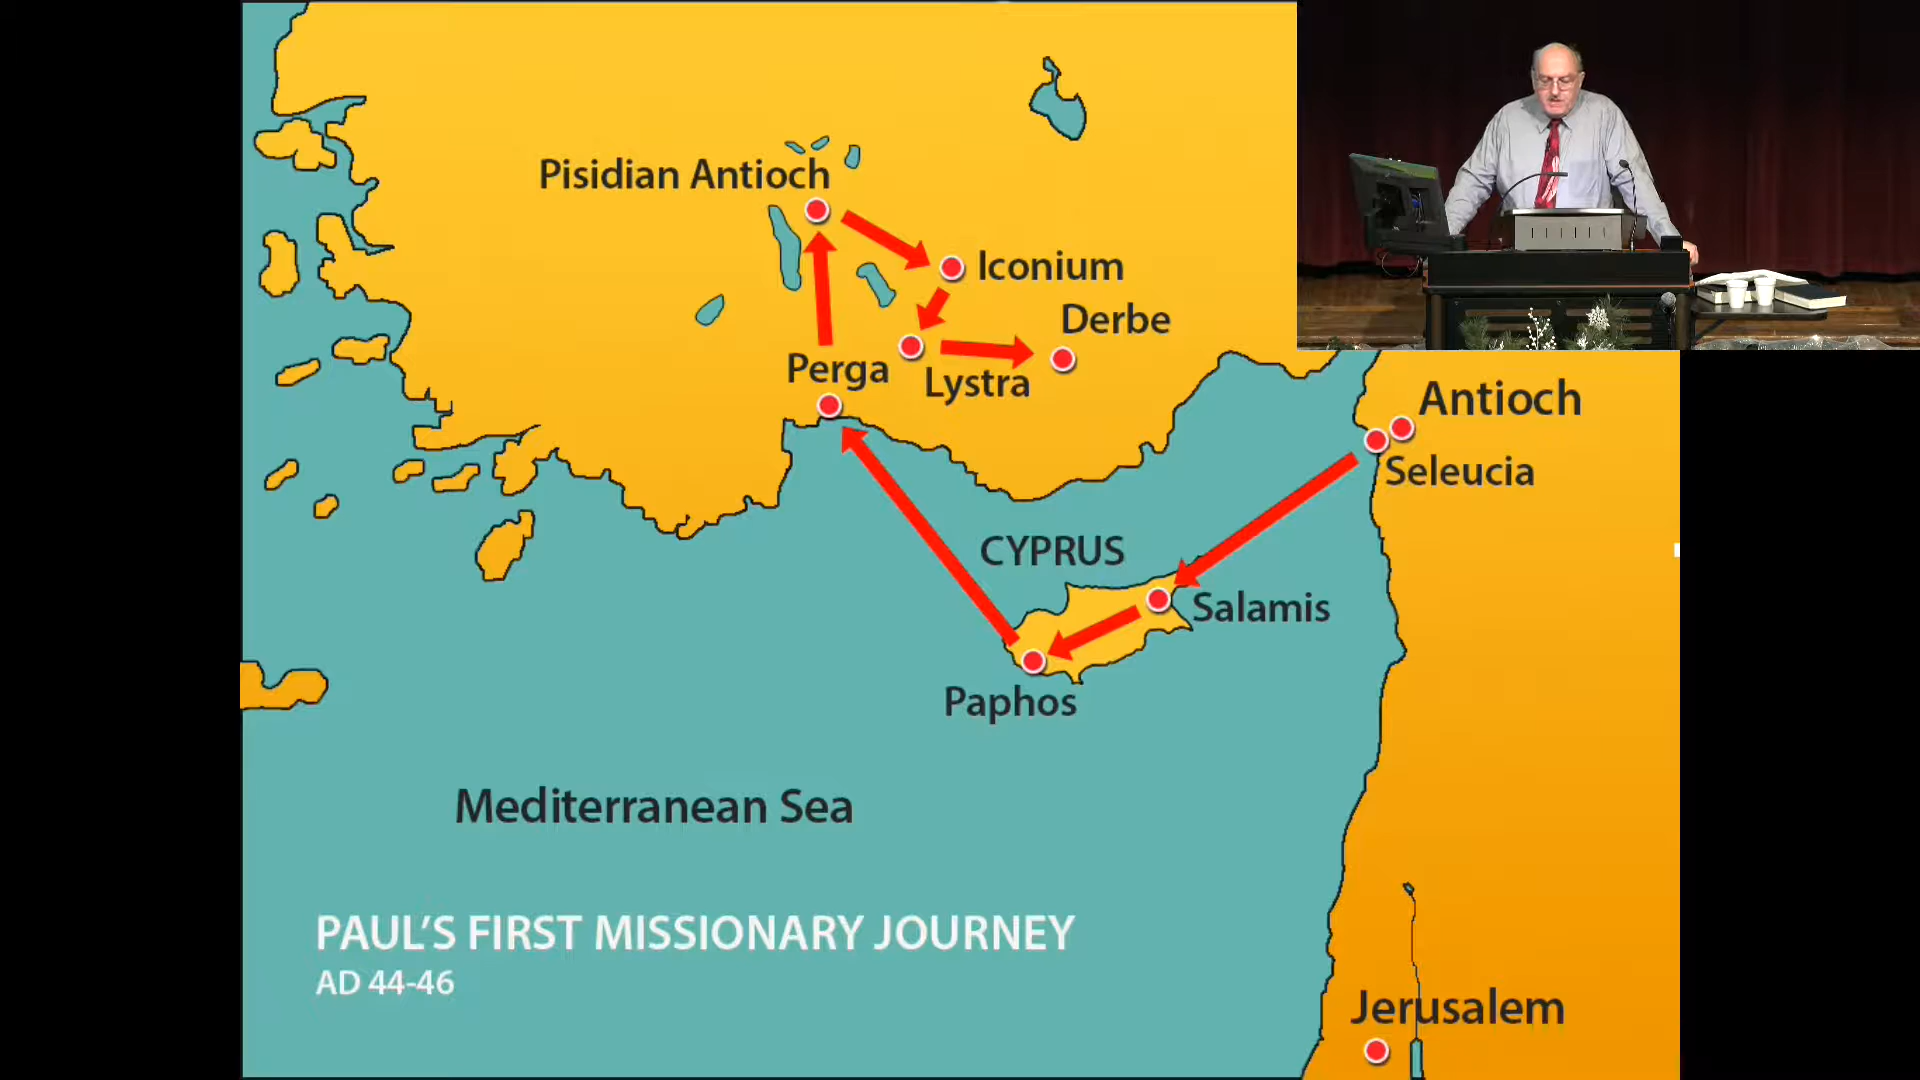 Pisidian Antioch
Iconium
Derbe
Perga
Lystra
Antioch
Seleucia
CYPRUS
Salamis
Paphos
Mediterranean Sea
PAUL’S FIRST MISSIONARY JOURNEY
AD 44-46
Jerusalem